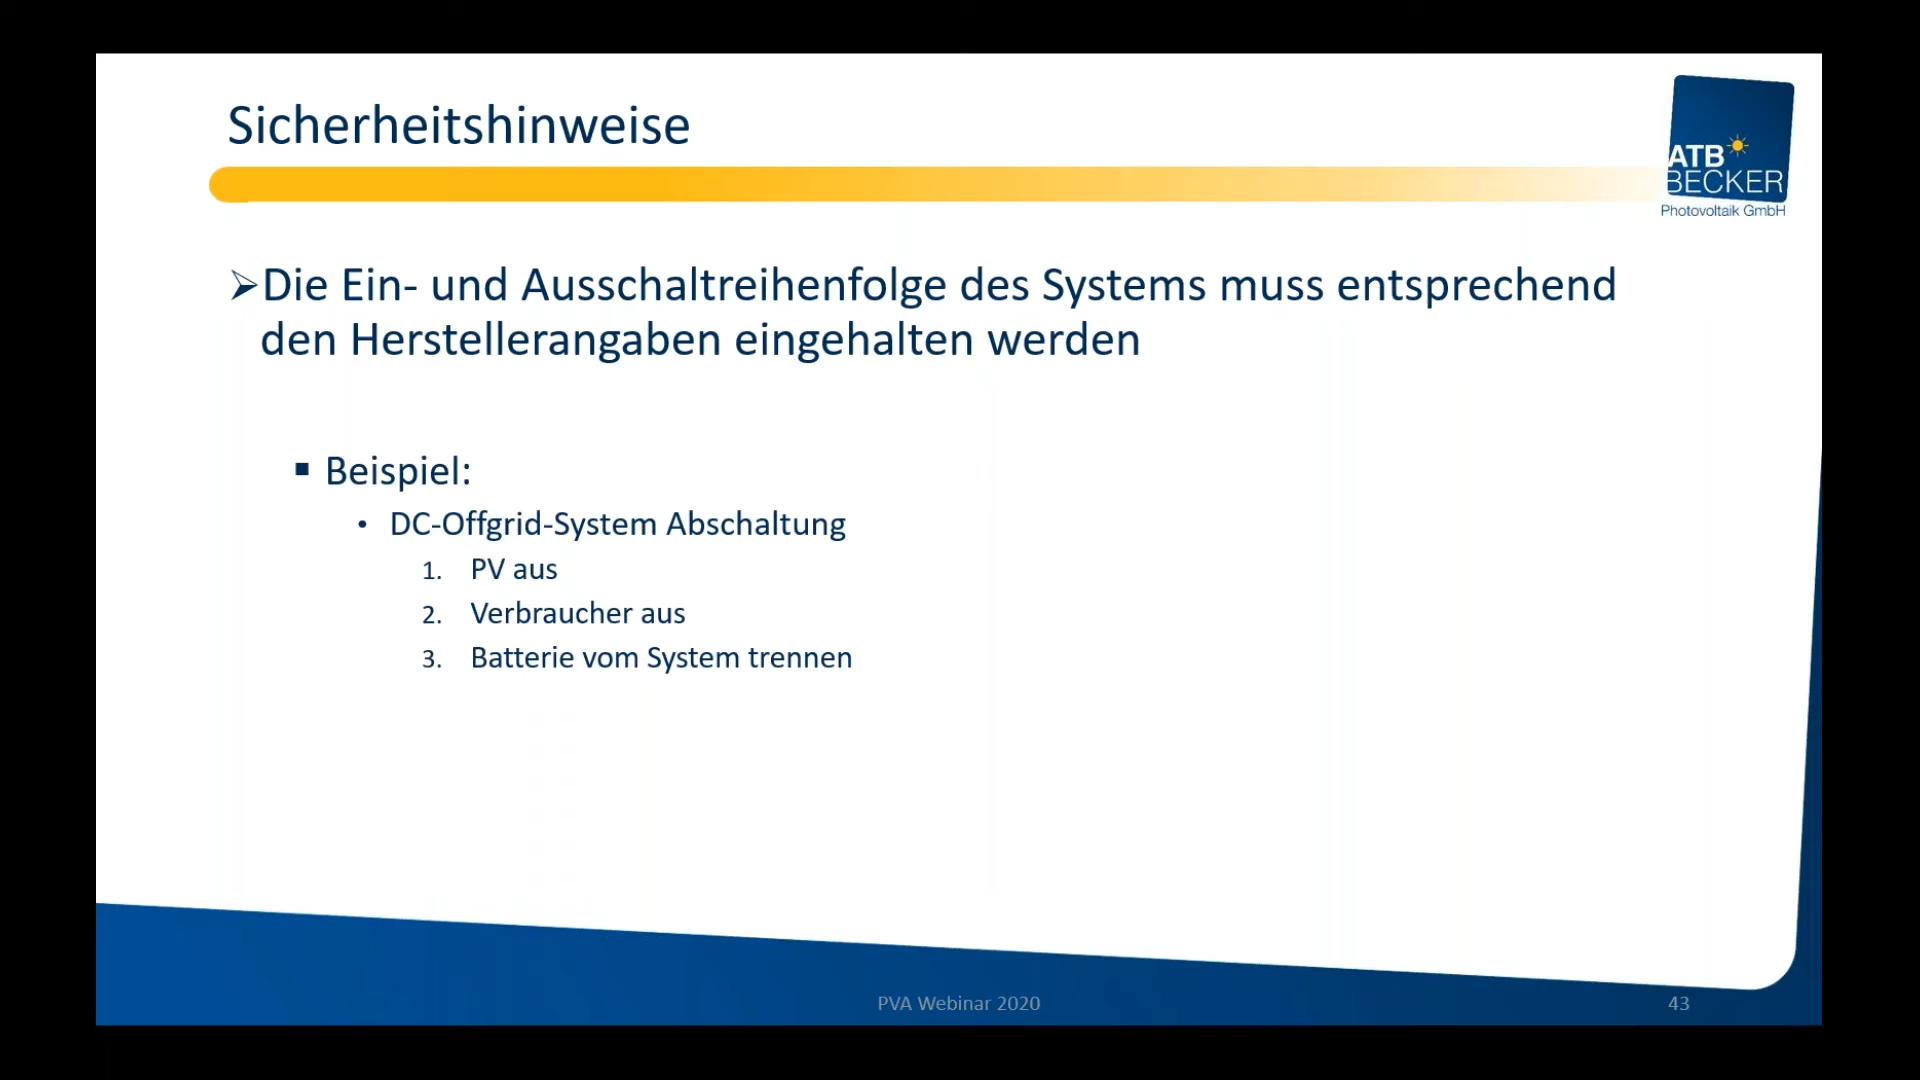 Sicherheitshinweise
ATB
BECKER
Photovoltaik GmbH
➢Die Ein- und Ausschaltreihenfolge des Systems muss entsprechend
den Herstellerangaben eingehalten werden
▪ Beispiel:
• DC-Offgrid-System Abschaltung
1. PV aus
2. Verbraucher aus
3. Batterie vom System trennen
PVA Webinar 2020
43